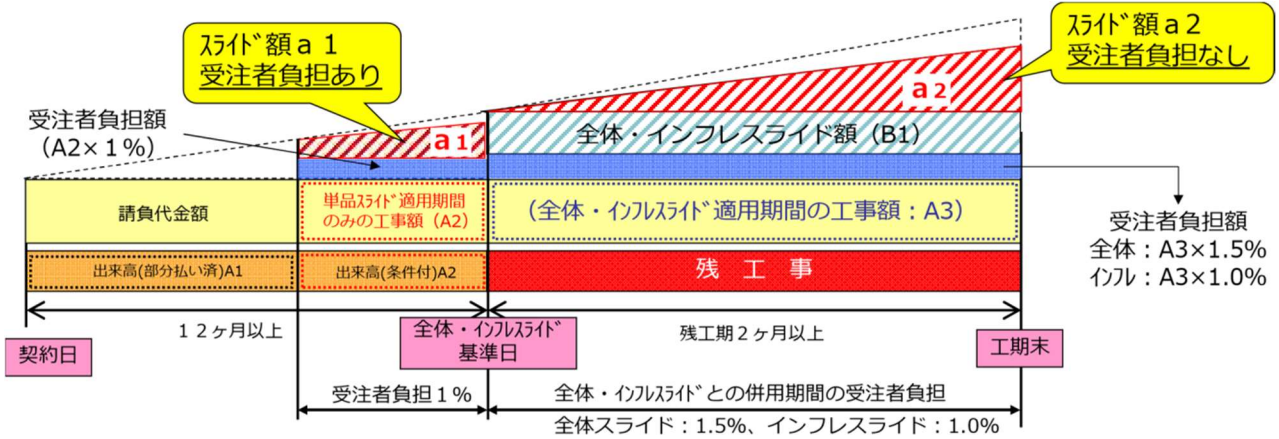 ｽﾗｲﾄﾞ額ａ１
受注者負担あり
ｽﾗｲﾄﾞ額ａ２
受注者負担なし
受注者負担額
（A2×１%）
a1
a2
全体・インフレスライド額（B1）
請負代金額
単品ｽﾗｲﾄﾞ適用期間
のみの工事額（A2）
（全体・ｲﾝﾌﾚｽﾗｲﾄﾞ適用期間の工事額：A3）
受注者負担額
全体：A3×1.5%
ｲﾝﾌﾚ：A3×1.0%
出来高(部分払い済)A1
出来高(条件付)A2
残　工　事
１２ヶ月以上
全体・ｲﾝﾌﾚｽﾗｲﾄﾞ
基準日
残工期２ヶ月以上
契約日
工期末
受注者負担１%
全体・ｲﾝﾌﾚｽﾗｲﾄﾞとの併用期間の受注者負担
全体スライド：1.5%、インフレスライド：1.0%